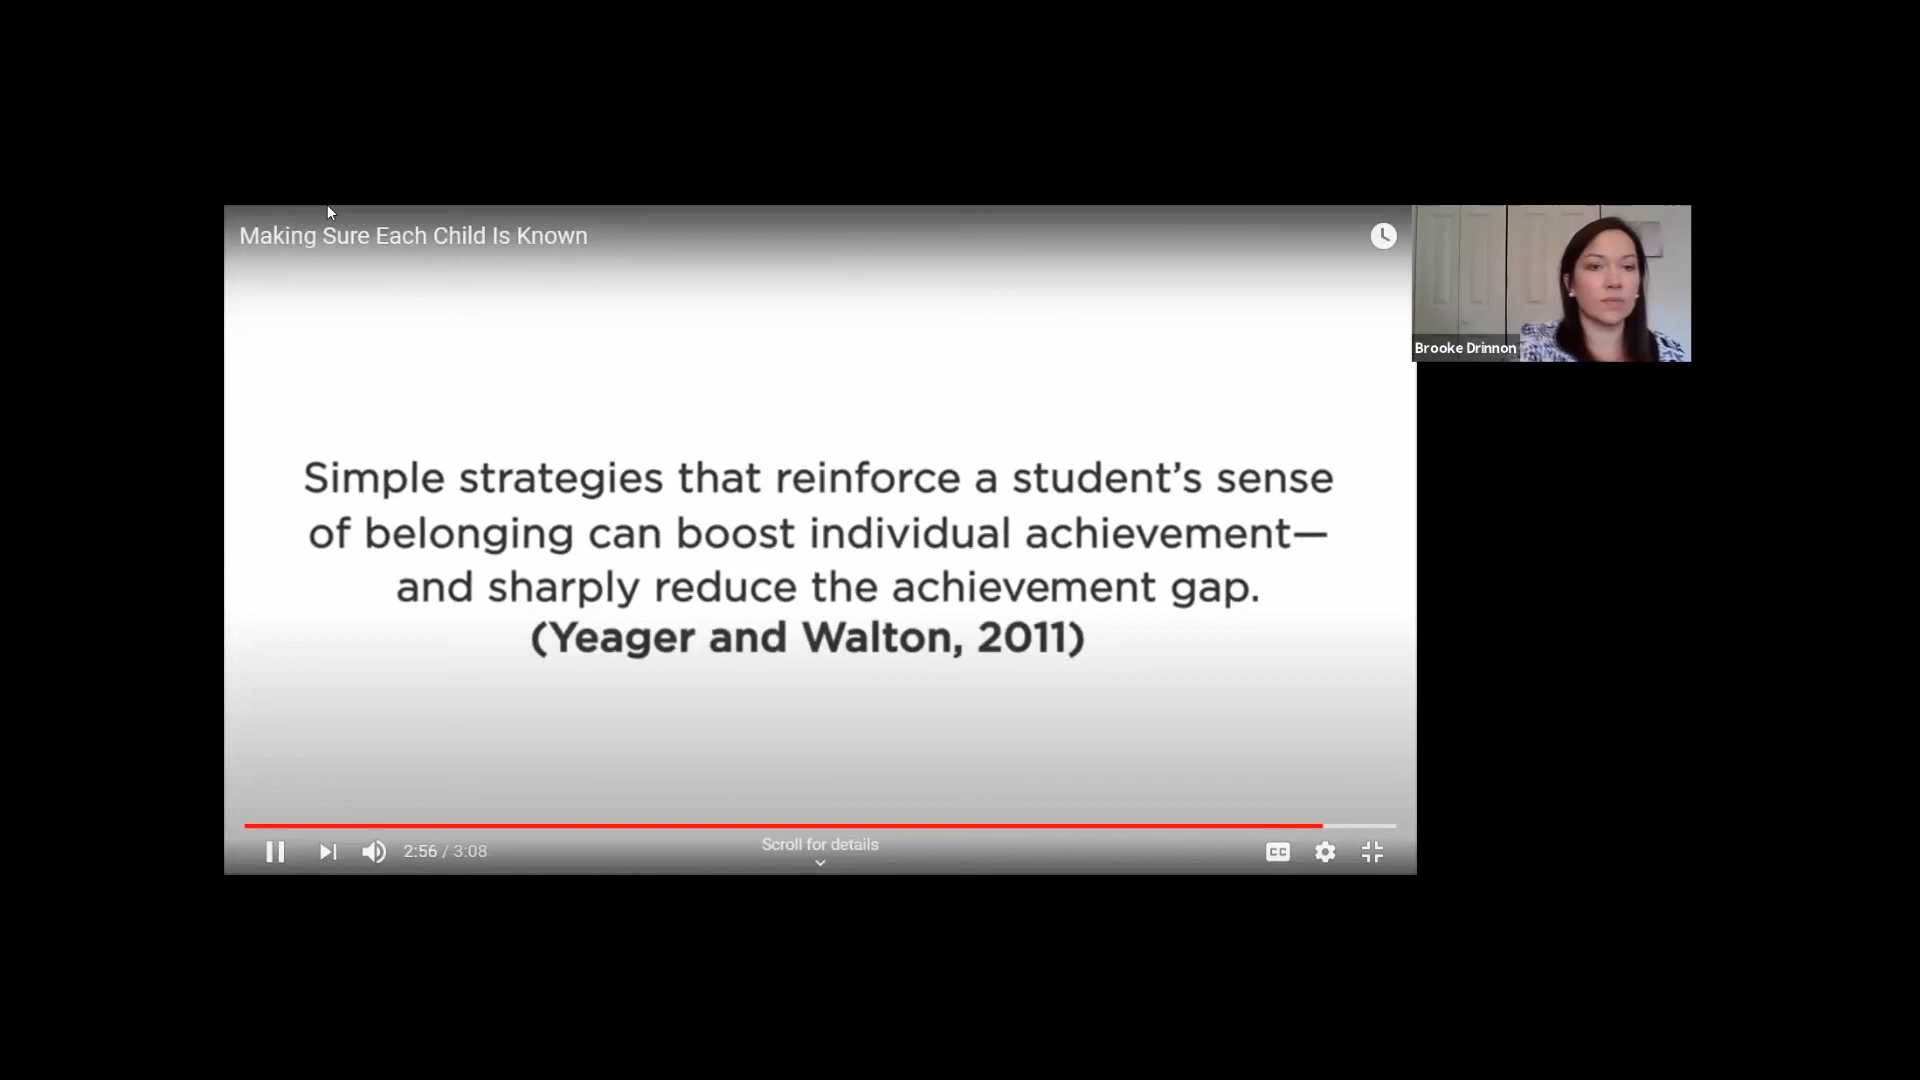 Making Sure Each Child Is Known
Brooke Drinnon
Simple strategies that reinforce a student’s sense
of belonging can boost individual achievement—
and sharply reduce the achievement gap.
(Yeager and Walton, 2011)
Scroll for details
2:56 / 3:08
CC